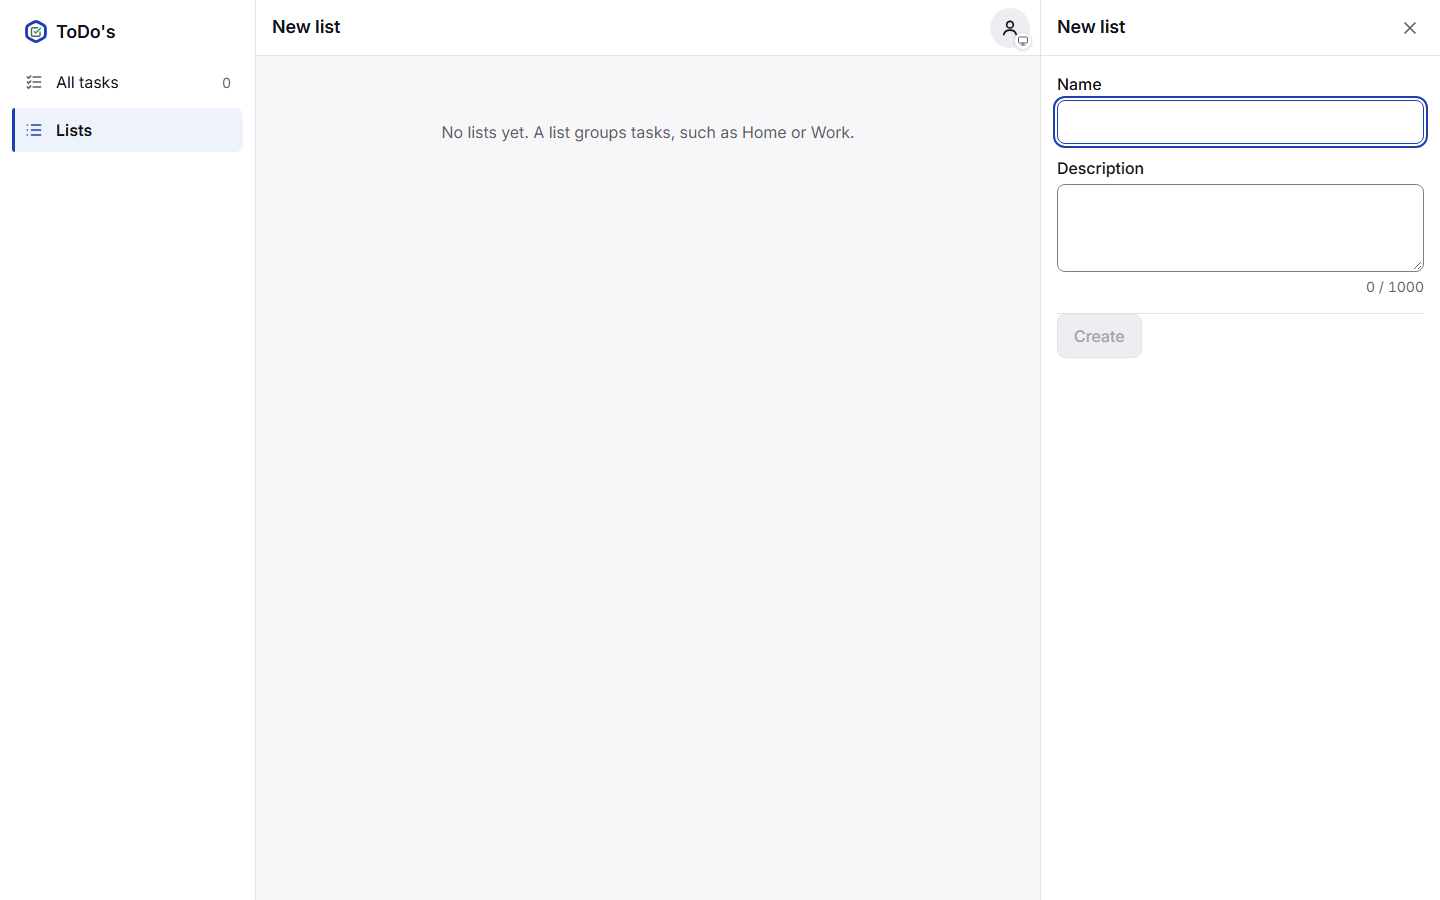 ToDo's
All tasks 0
Lists
New list
No lists yet. A list groups tasks, such as Home or Work.
New list
Name
Description
0 / 1000
Create